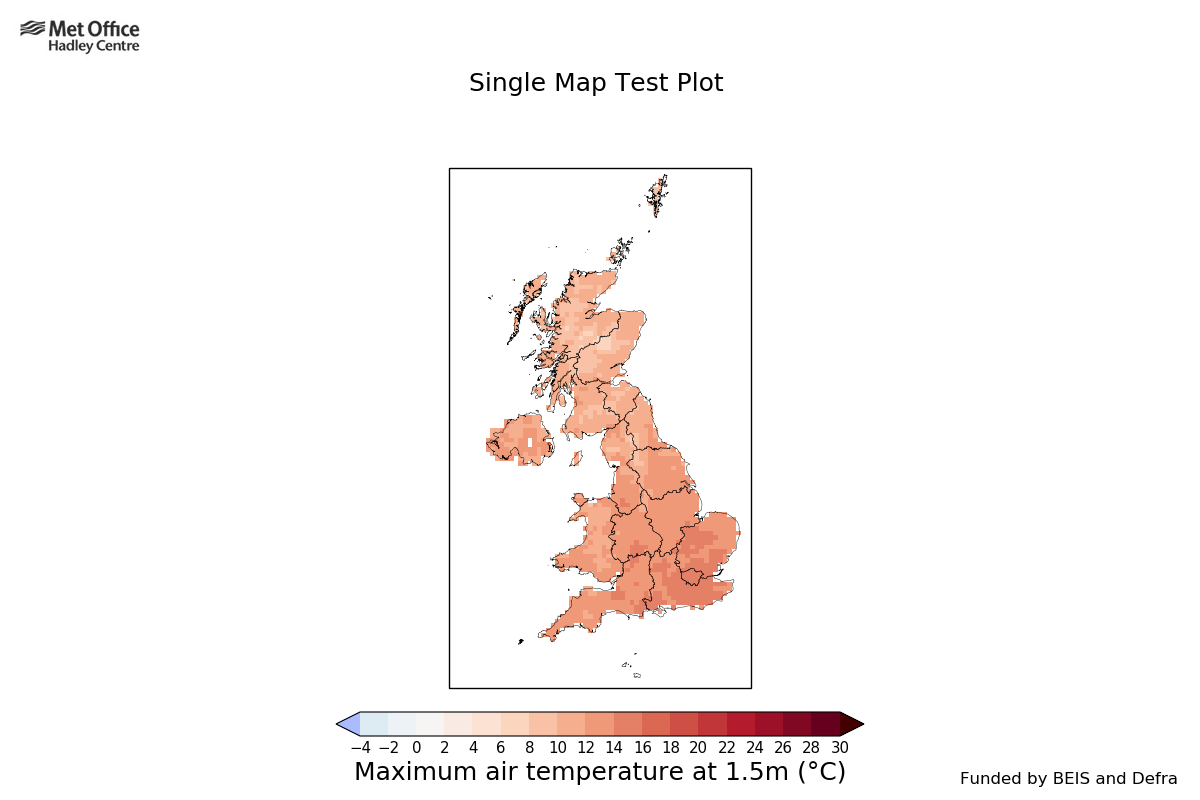 Met Office
Hadley Centre
Single Map Test Plot
−4 −2 0 2 4 6 8 10 12 14 16 18 20 22 24 26 28 30
Maximum air temperature at 1.5m (°C)
Funded by BEIS and Defra